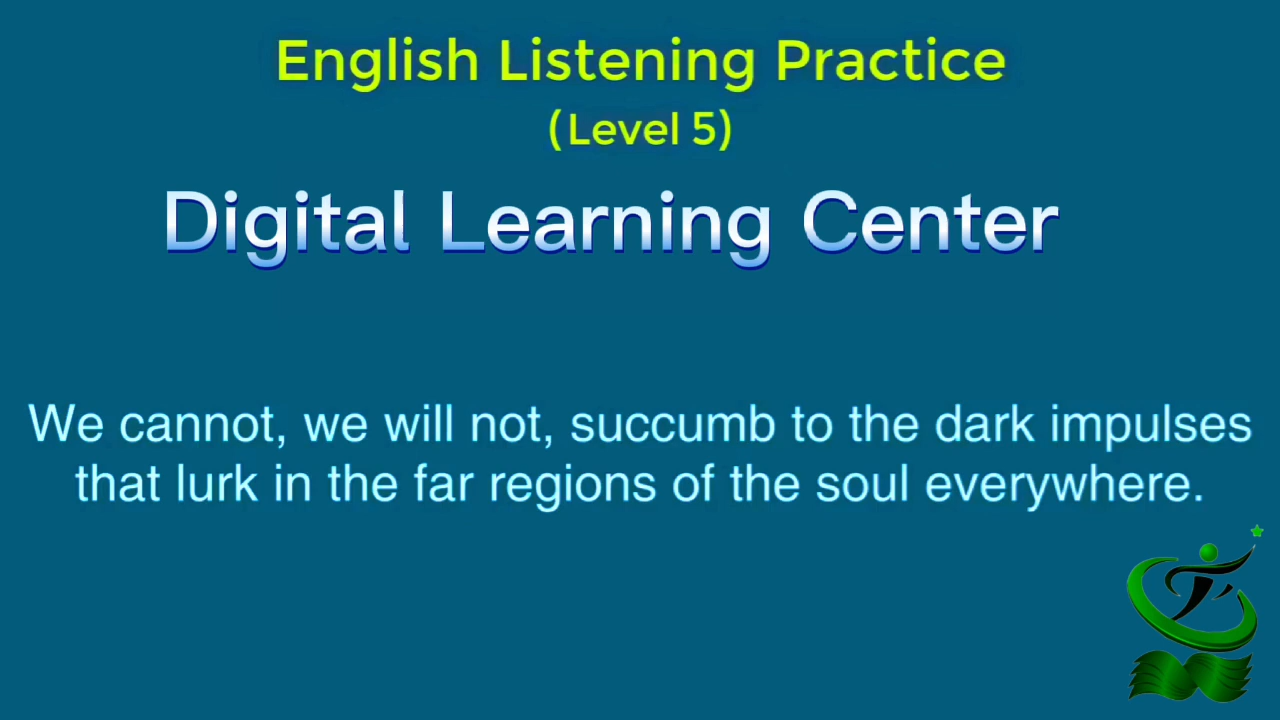 English Listening Practice
(Level 5)
Digital Learning Center
We cannot, we will not, succumb to the dark impulses
that lurk in the far regions of the soul everywhere.